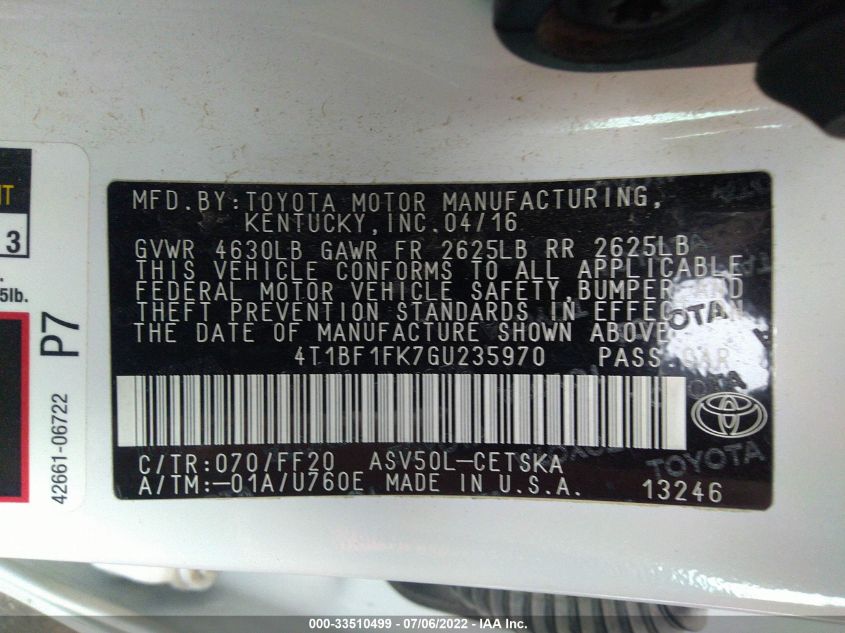 NT
3
.
5lb.
P7
42661-06722
MFD.BY:TOYOTA MOTOR MANUFACTURING,
KENTUCKY,INC.04/16
GVWR 4630LB GAWR FR 2625LB RR 2625LB
THIS VEHICLE CONFORMS TO ALL APPLICABLE
FEDERAL MOTOR VEHICLE SAFETY,BUMPER,AND
THEFT PREVENTION STANDARDS IN EFFECT ON
THE DATE OF MANUFACTURE SHOWN ABOVE.
4T1BF1FK7GU235970 PASS.CAR
C/TR:070/FF20 ASV50L-CETSKA
A/TM:-01A/U760E MADE IN U.S.A. 13246
TOYOTA
000-33510499 - 07/06/2022 - IAA Inc.